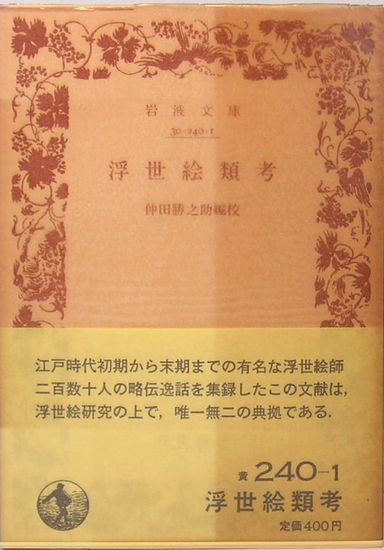 岩波文庫
30-240-1
浮世絵類考
仲田勝之助編校
江戸時代初期から末期までの有名な浮世絵師
二百数十人の略伝逸話を集録したこの文献は,
浮世絵研究の上で，唯一無二の典拠である.
黄 240-1
浮世絵類考
定価400円